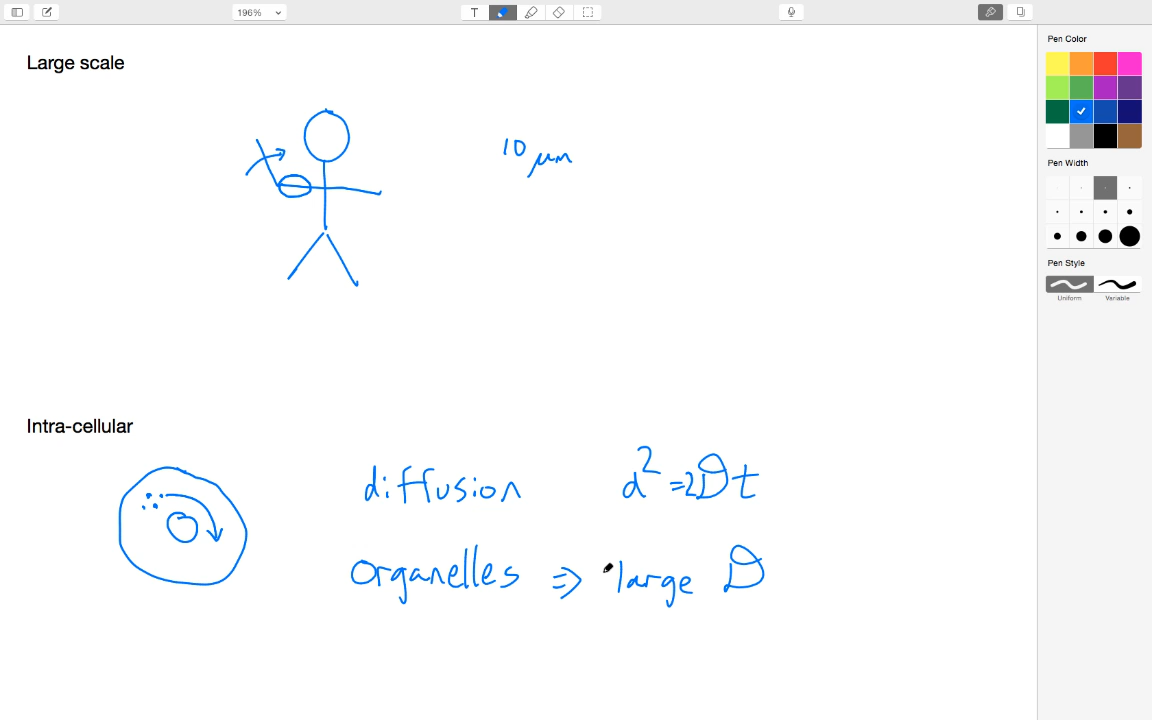 196%
T
Large scale
10 μm
Intra-cellular
diffusion d²=2Dt
organelles ⇒ large D
Pen Color
Pen Width
Pen Style
Uniform Variable